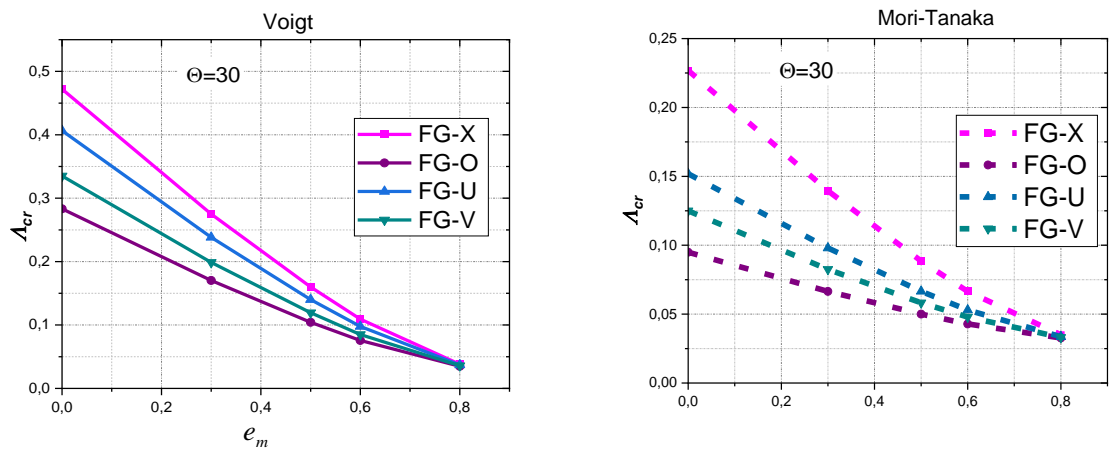 Voigt
Θ=30
0,5
0,4
0,3
0,2
0,1
0,0
Λcr
FG-X
FG-O
FG-U
FG-V
0,0 0,2 0,4 0,6 0,8
em
Mori-Tanaka
Θ=30
0,25
0,20
0,15
0,10
0,05
0,00
Λcr
FG-X
FG-O
FG-U
FG-V
0,0 0,2 0,4 0,6 0,8